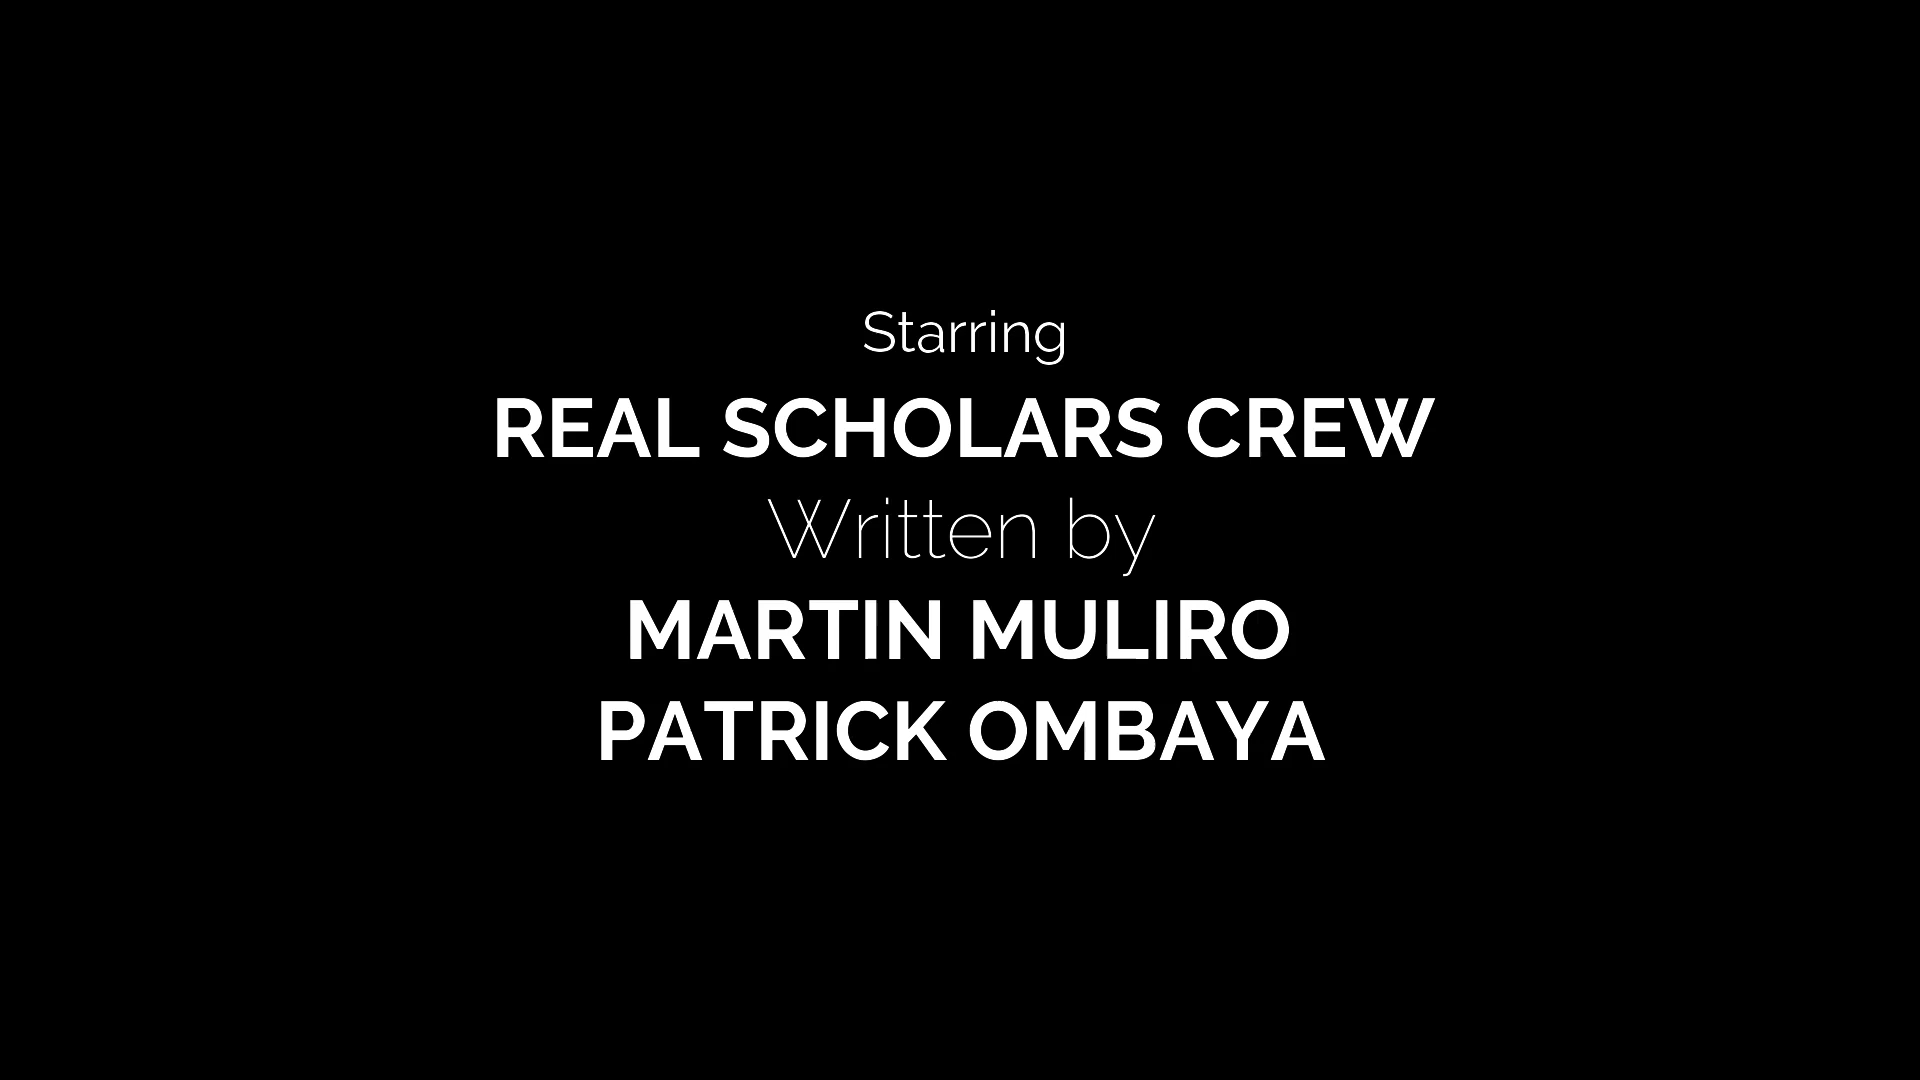 Starring
REAL SCHOLARS CREW
Written by
MARTIN MULIRO
PATRICK OMBAYA